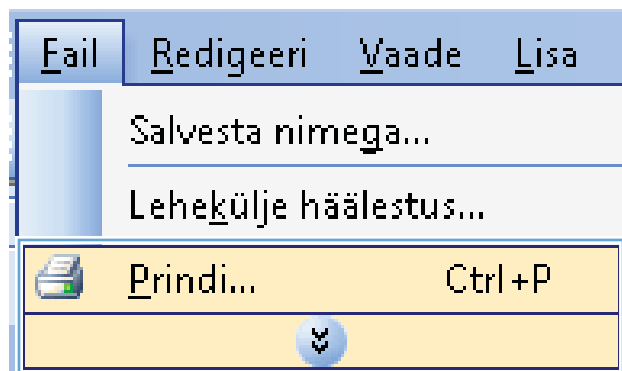 Fail Redigeeri Vaade Lisa
Salvesta nimega...
Lehekülje häälestus...
Prindi... Ctrl+P